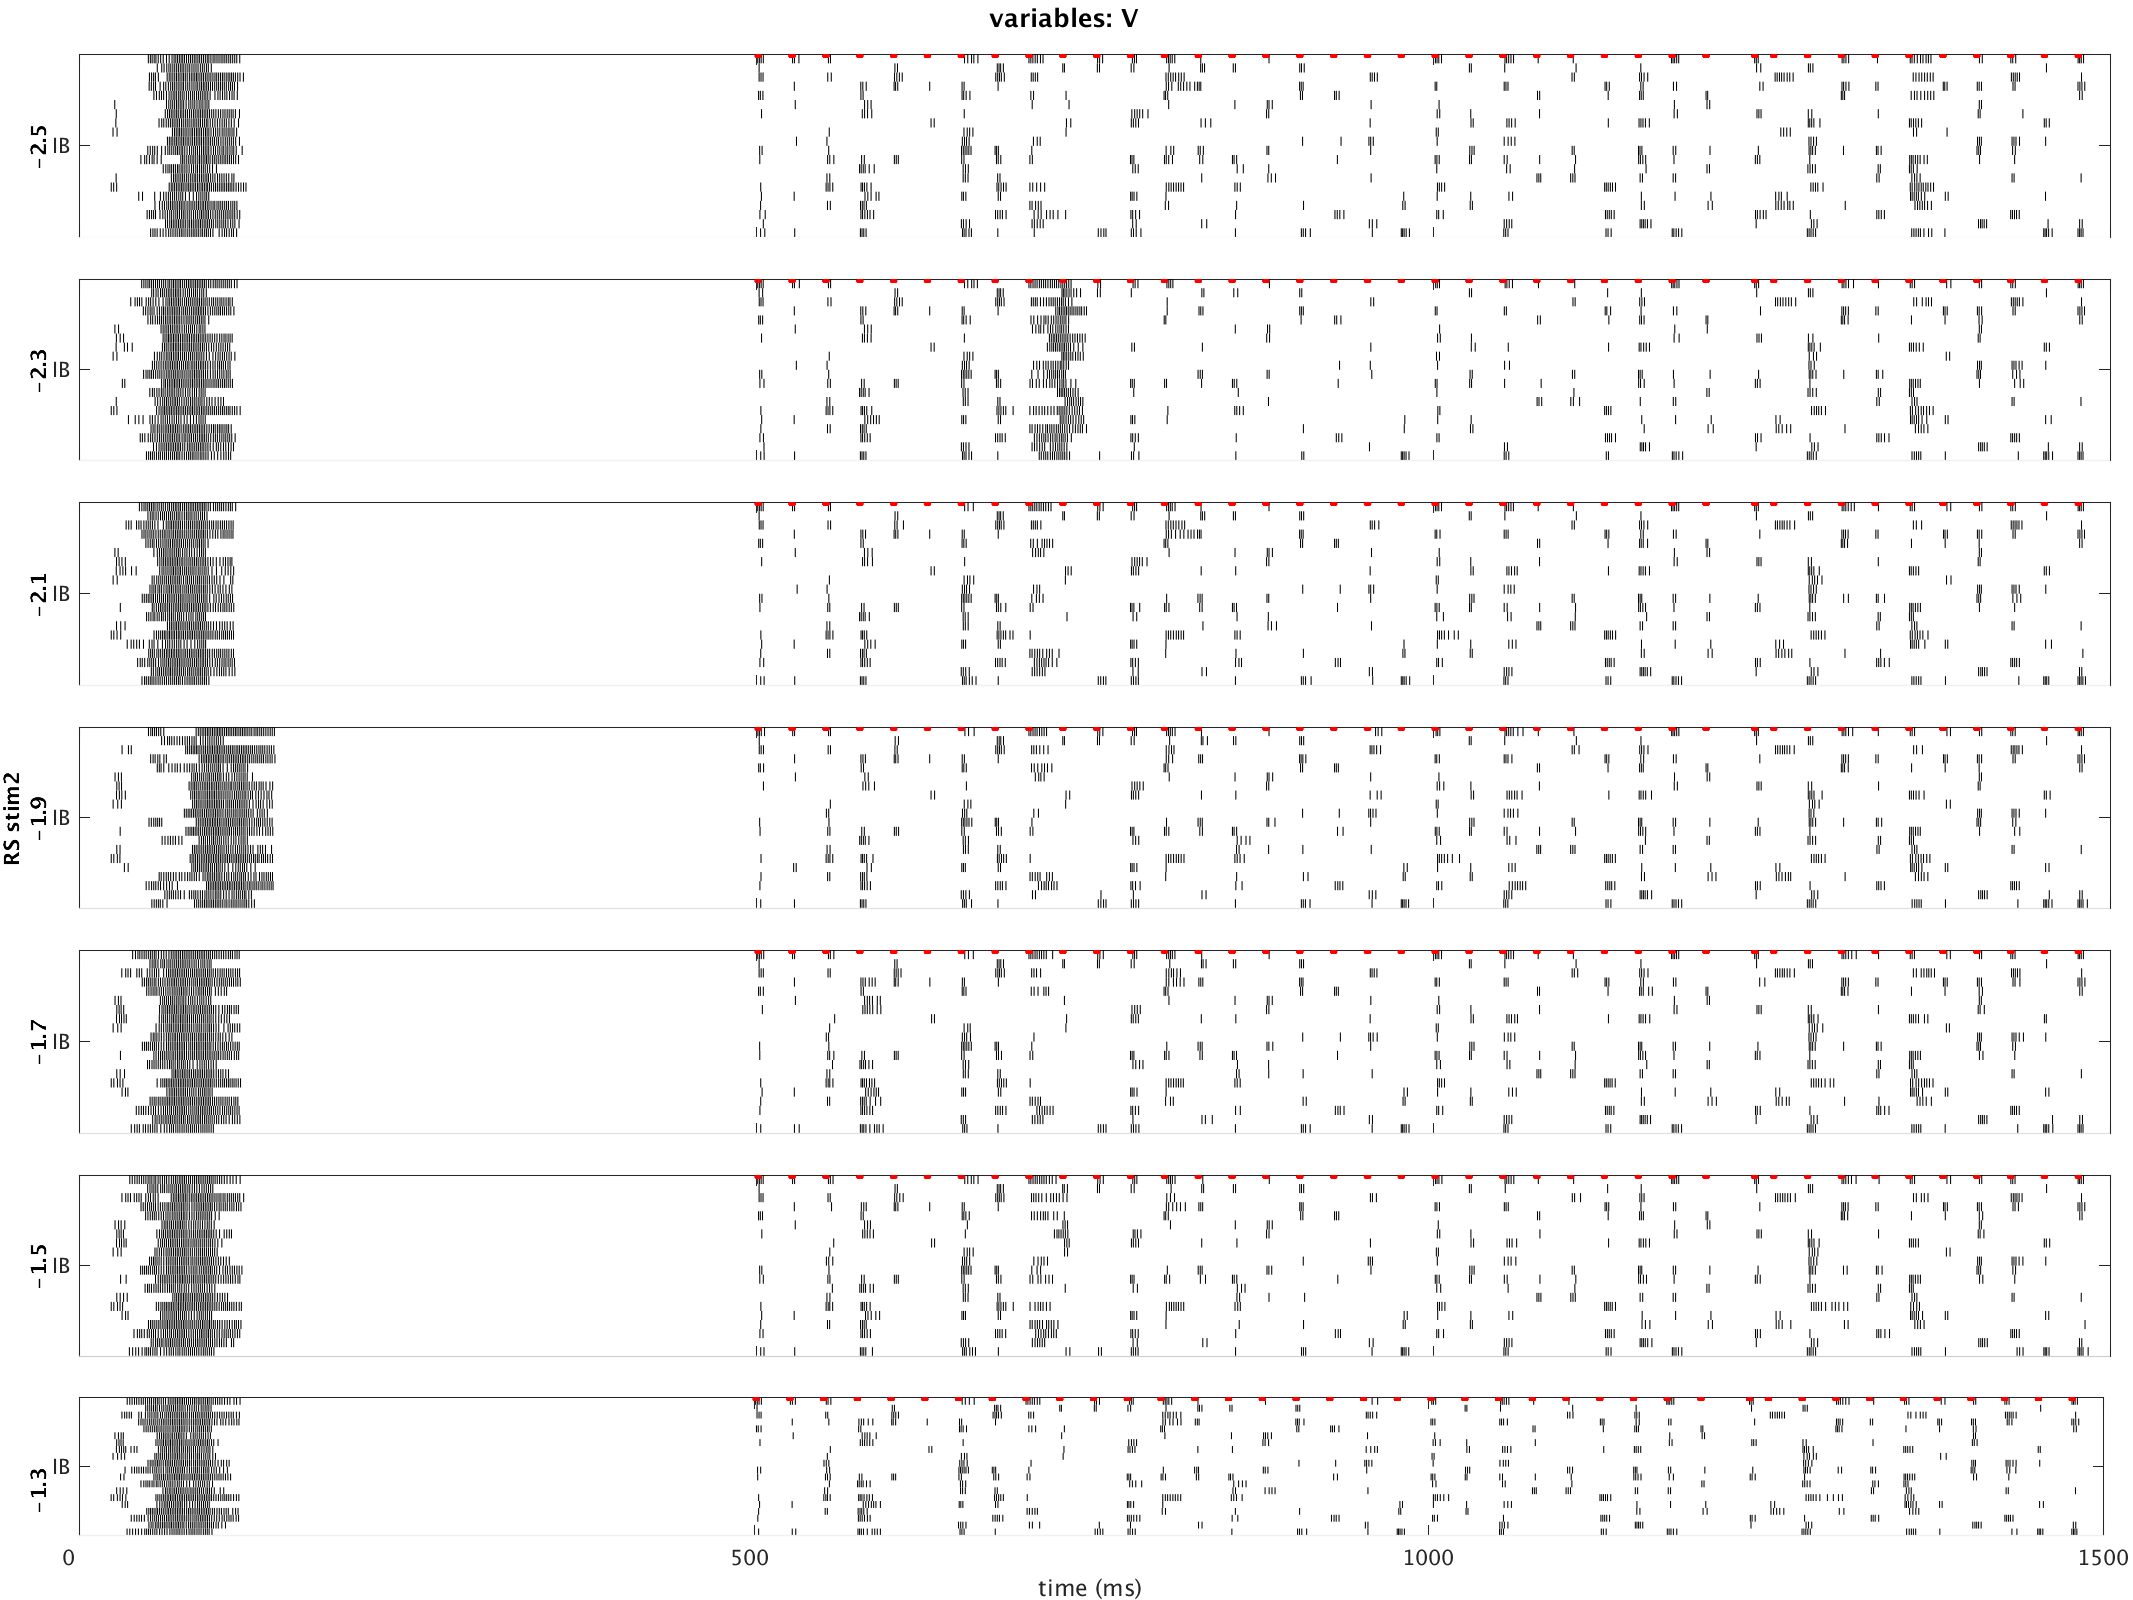 variables: V
−2.5
IB
−2.3
IB
−2.1
IB
RS stim2
−1.9
IB
−1.7
IB
−1.5
IB
−1.3
IB
0 500 1000 1500
time (ms)